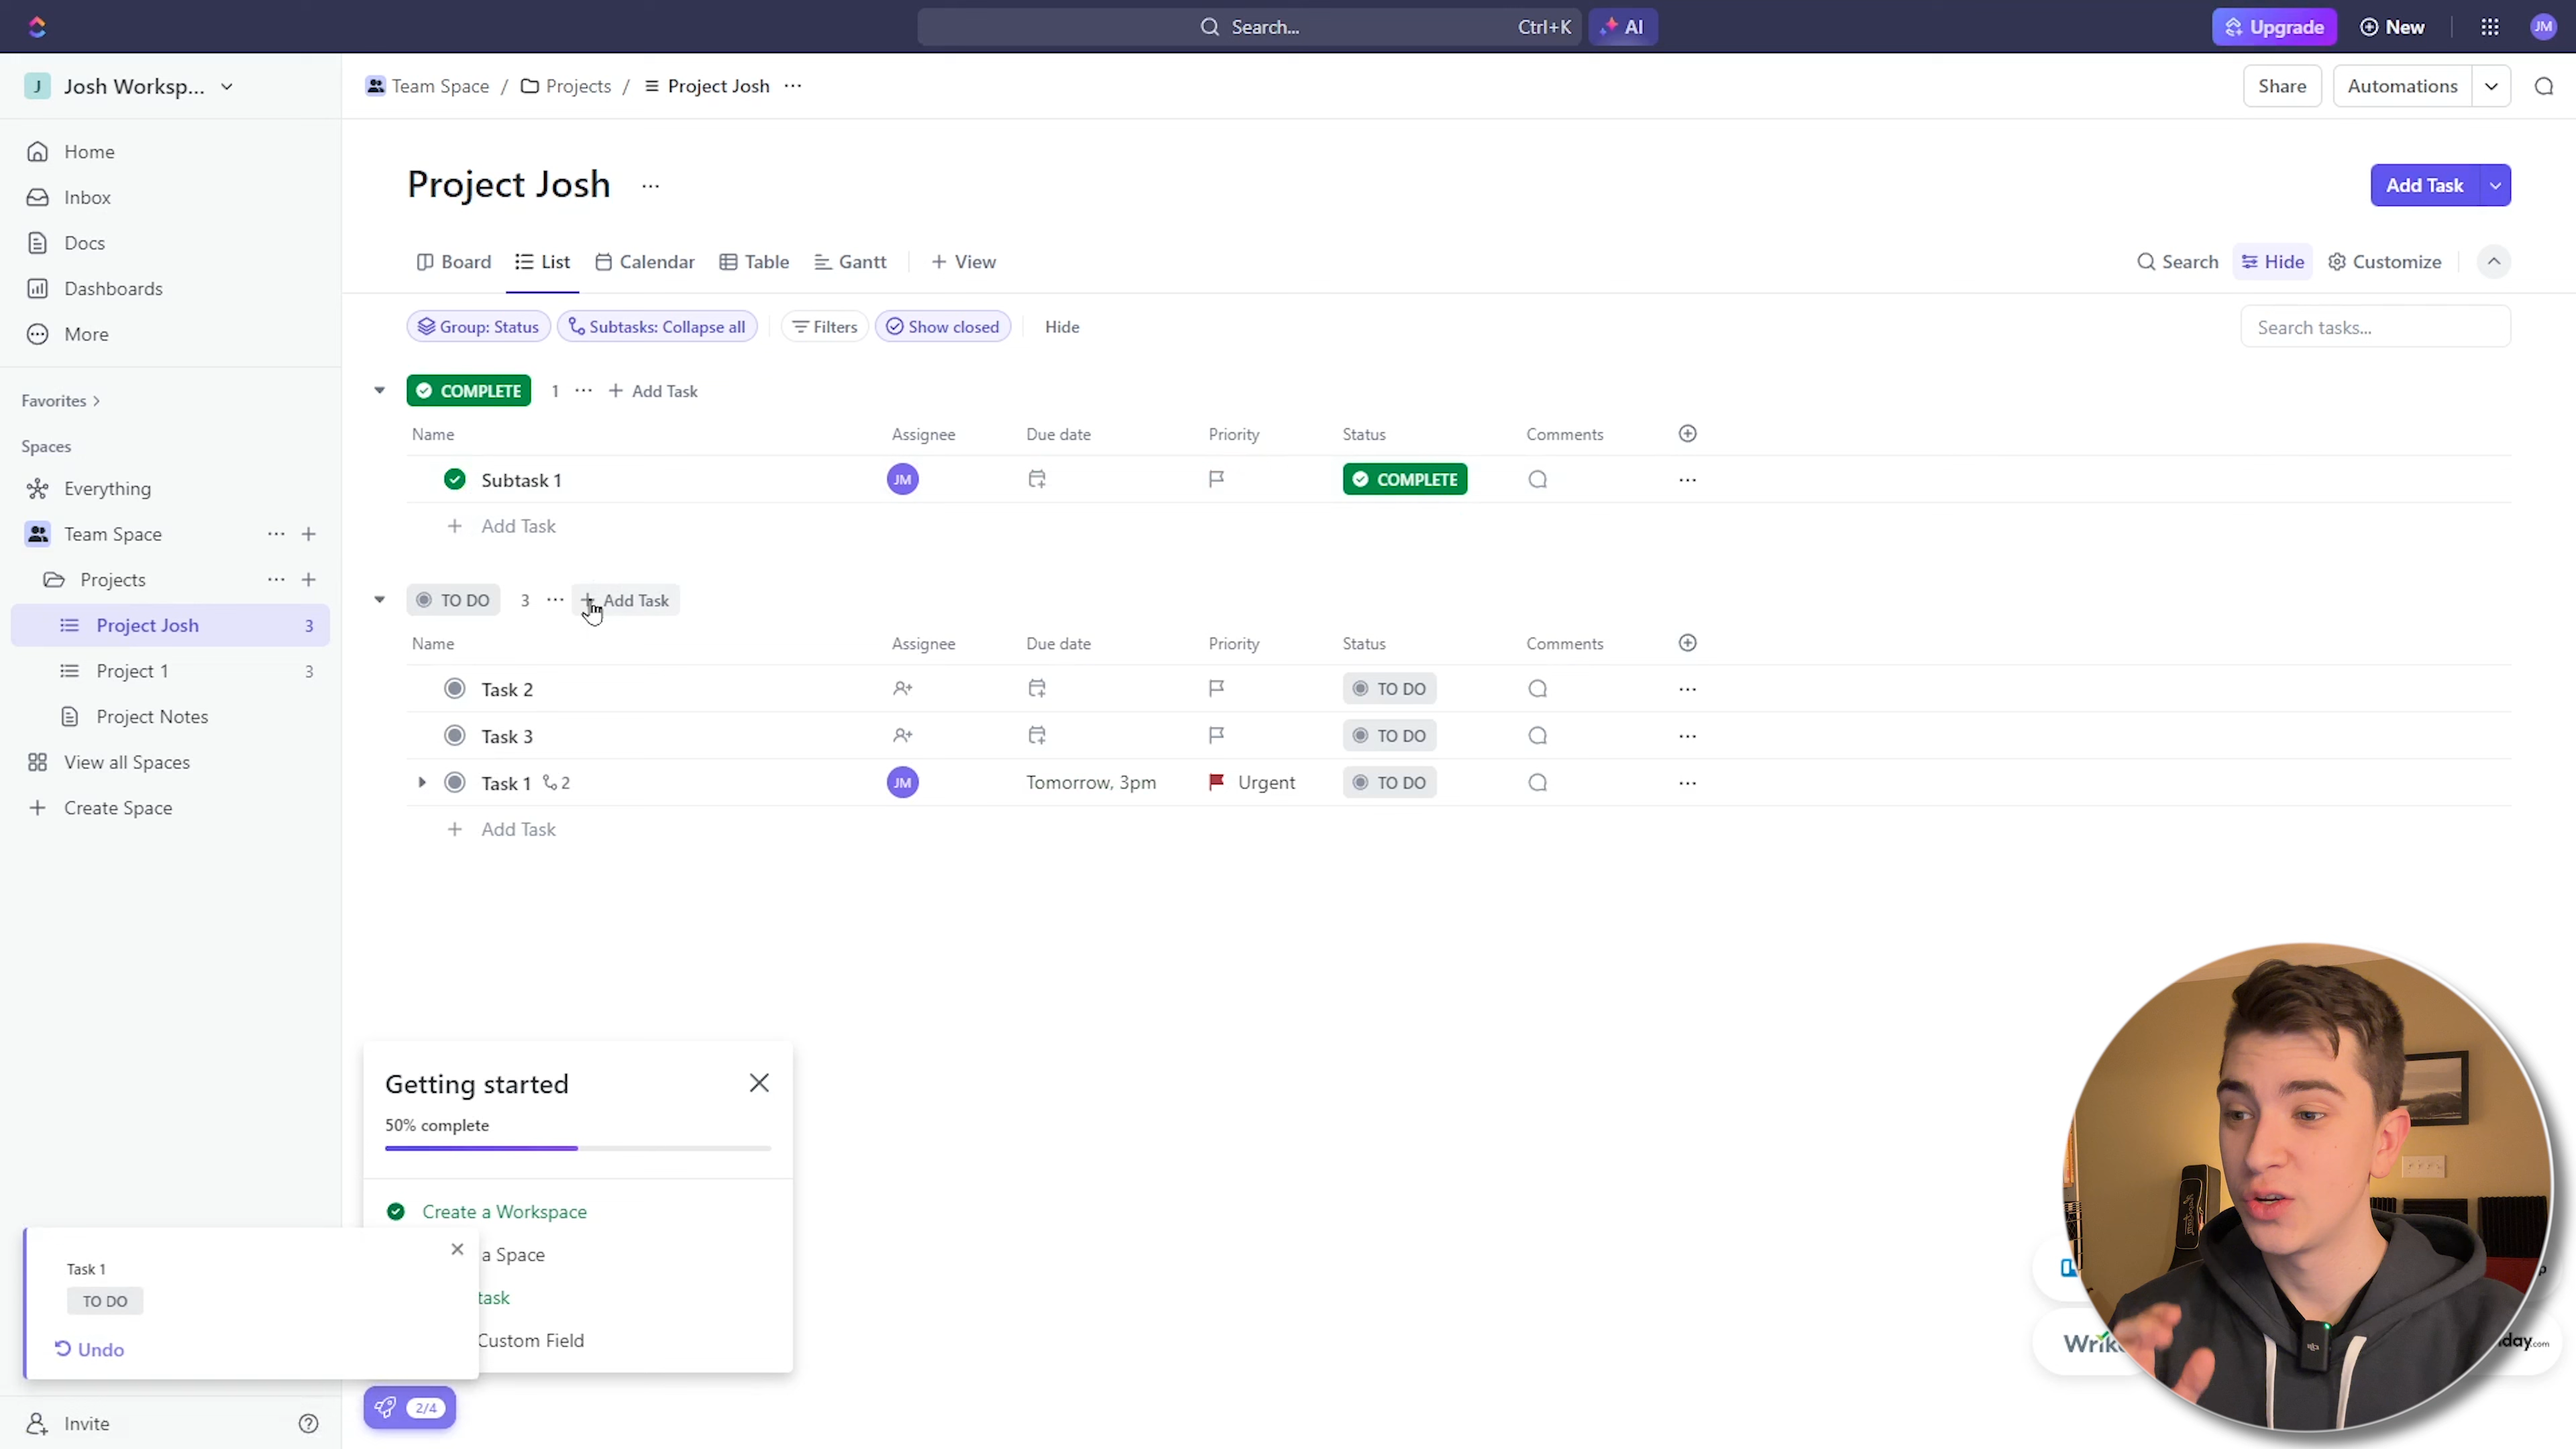 Search...
Ctrl+K
AI
Upgrade
New
JM
J
Josh Worksp...
Team Space / Projects / Project Josh
Share
Automations
Home
Inbox
Docs
Dashboards
More
Favorites
Spaces
Everything
Team Space
Projects
Project Josh 3
Project 1 3
Project Notes
View all Spaces
Create Space
Project Josh
Add Task
Board
List
Calendar
Table
Gantt
View
Search
Hide
Customize
Group: Status
Subtasks: Collapse all
Filters
Show closed
Hide
Search tasks...
COMPLETE 1 Add Task
Name Assignee Due date Priority Status Comments
Subtask 1 JM COMPLETE
Add Task
TO DO 3 Add Task
Name Assignee Due date Priority Status Comments
Task 2 TO DO
Task 3 TO DO
Task 1 2 JM Tomorrow, 3pm Urgent TO DO
Add Task
Getting started
50% complete
Create a Workspace
a Space
task
Custom Field
Task 1
TO DO
Undo
2/4
Invite
day.com